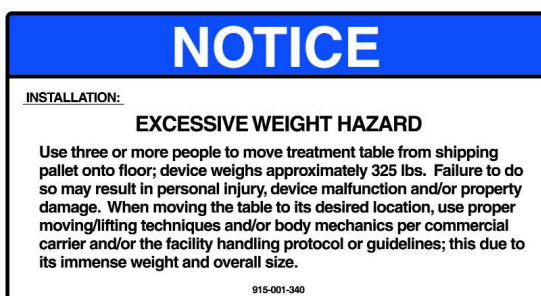 NOTICE
INSTALLATION:
EXCESSIVE WEIGHT HAZARD
Use three or more people to move treatment table from shipping
pallet onto floor; device weighs approximately 325 lbs.  Failure to do
so may result in personal injury, device malfunction and/or property
damage.  When moving the table to its desired location, use proper
moving/lifting techniques and/or body mechanics per commercial
carrier and/or the facility handling protocol or guidelines; this due to
its immense weight and overall size.
915-001-340